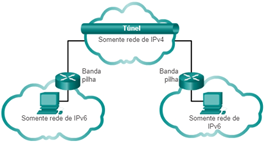 Túnel
Somente rede de IPv4
Banda
pilha
Banda
pilha
Somente rede de IPv6
Somente rede de
IPv6